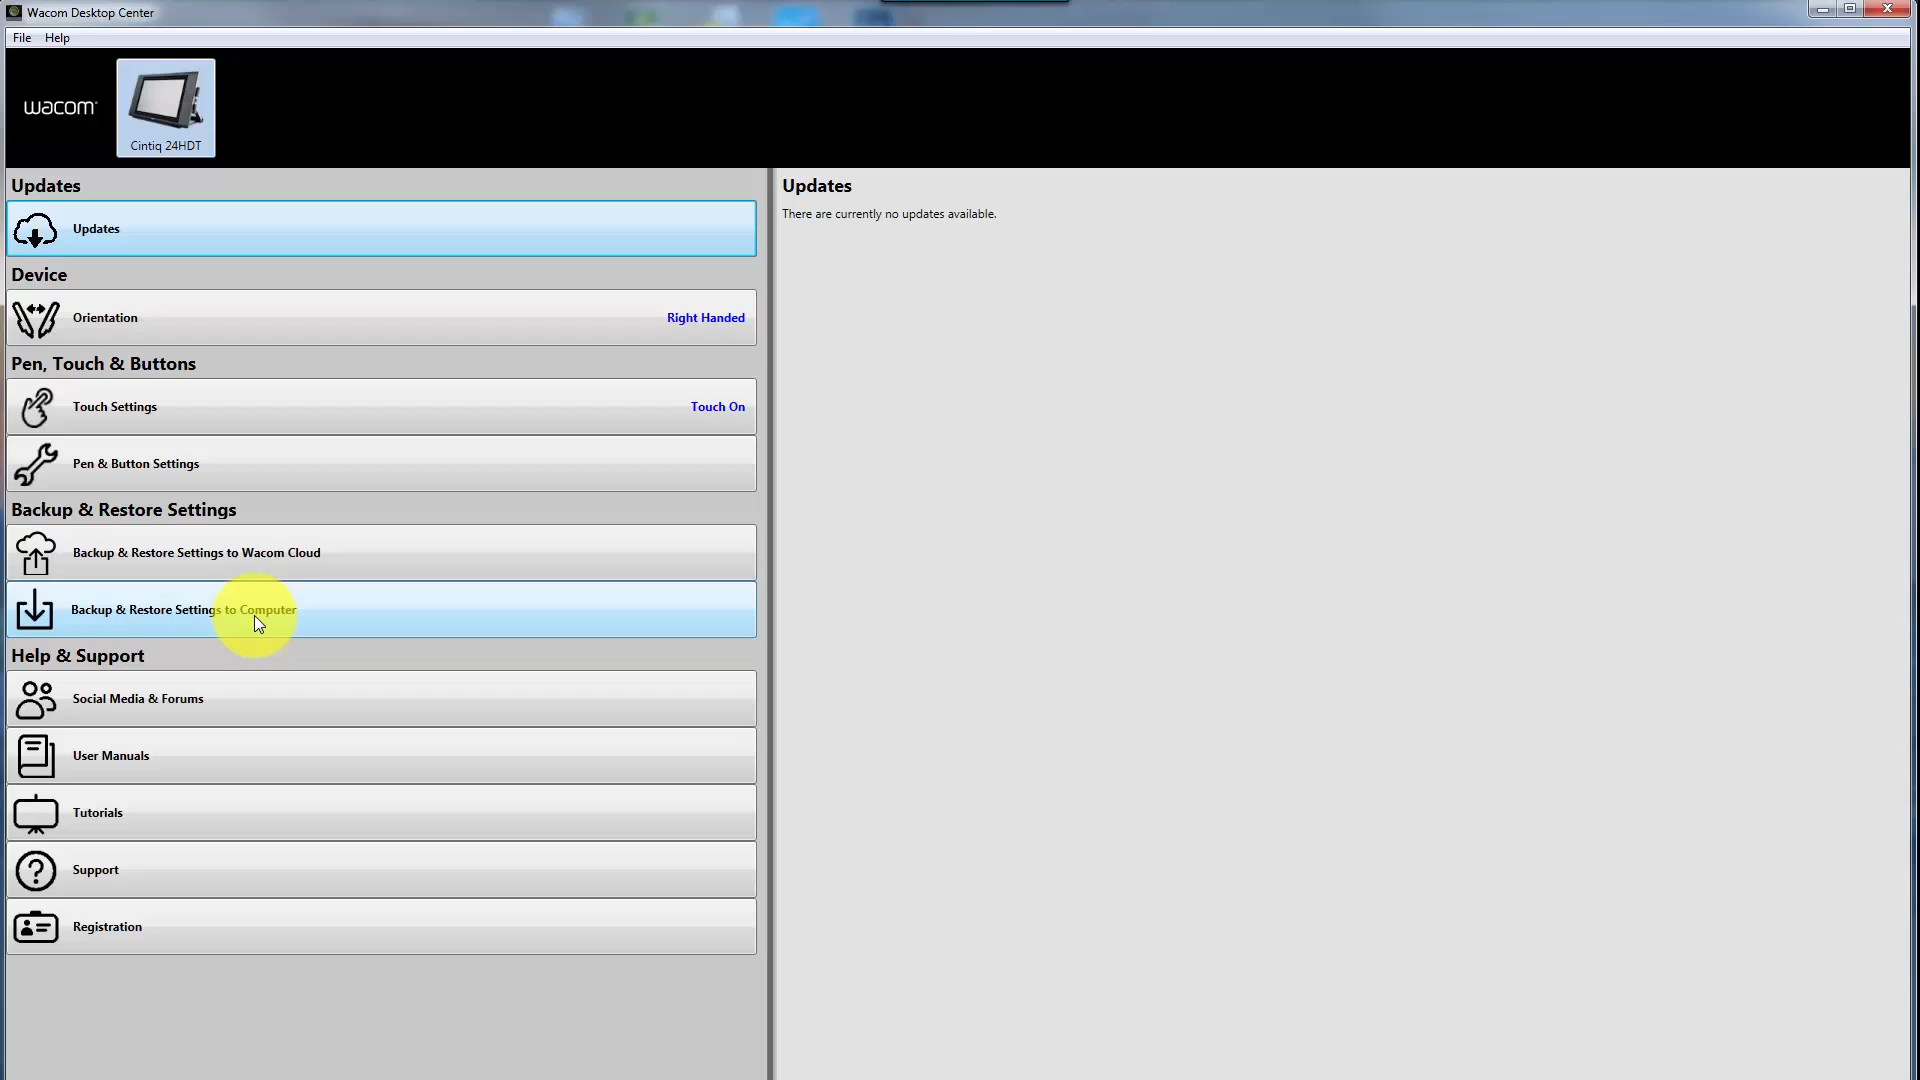 Wacom Desktop Center
File Help
wacom
Cintiq 24HDT
Updates
Updates
Device
Orientation Right Handed
Pen, Touch & Buttons
Touch Settings Touch On
Pen & Button Settings
Backup & Restore Settings
Backup & Restore Settings to Wacom Cloud
Backup & Restore Settings to Computer
Help & Support
Social Media & Forums
User Manuals
Tutorials
Support
Registration
Updates
There are currently no updates available.